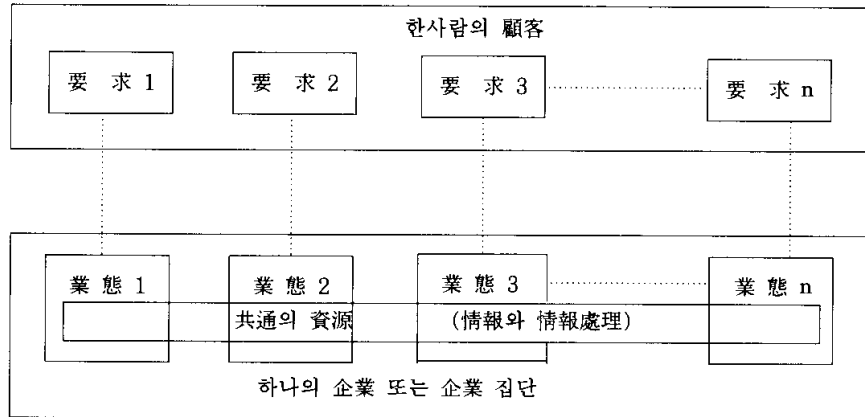 한사람의 顧客
要 求 1 要 求 2 要 求 3 要 求 n
業 態 1 業 態 2 業 態 3 業 態 n
共通의 資源 (情報와 情報處理)
하나의 企業 또는 企業 집단